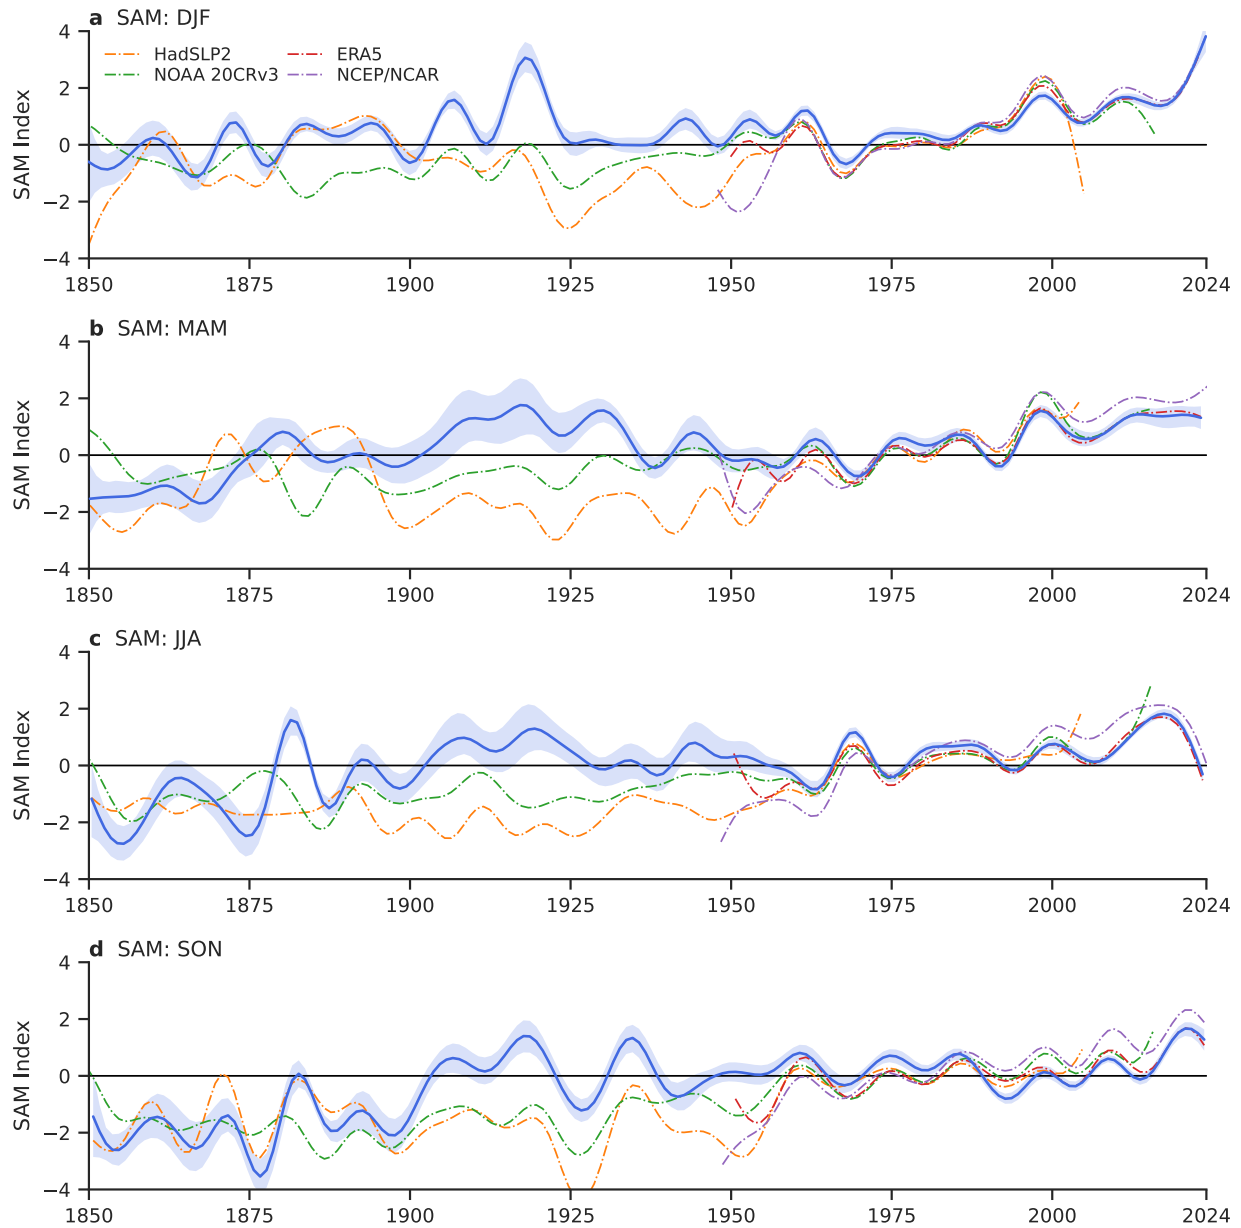 a SAM: DJF
4
2
0
−2
−4
SAM Index
HadSLP2
NOAA 20CRv3
ERA5
NCEP/NCAR
1850 1875 1900 1925 1950 1975 2000 2024
b SAM: MAM
4
2
0
−2
−4
SAM Index
1850 1875 1900 1925 1950 1975 2000 2024
c SAM: JJA
4
2
0
−2
−4
SAM Index
1850 1875 1900 1925 1950 1975 2000 2024
d SAM: SON
4
2
0
−2
−4
SAM Index
1850 1875 1900 1925 1950 1975 2000 2024